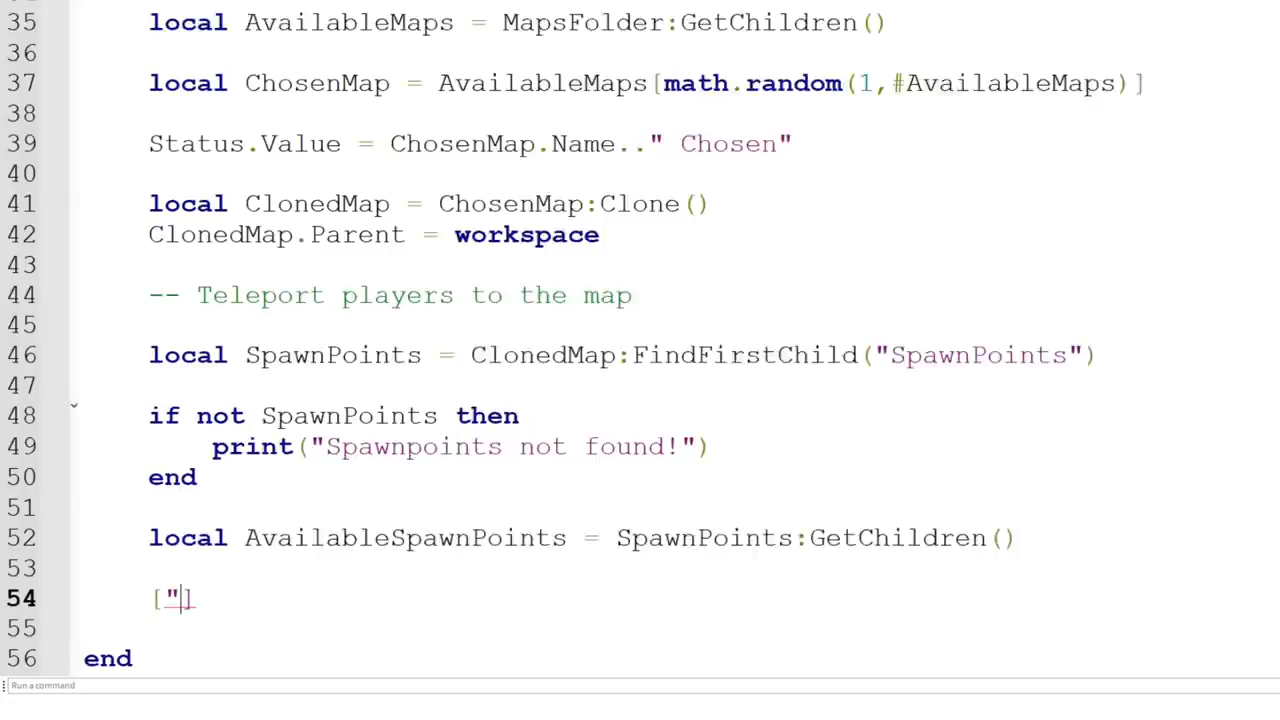 35 local AvailableMaps = MapsFolder:GetChildren()
36
37 local ChosenMap = AvailableMaps[math.random(1,#AvailableMaps)]
38
39 Status.Value = ChosenMap.Name.." Chosen"
40
41 local ClonedMap = ChosenMap:Clone()
42 ClonedMap.Parent = workspace
43
44 -- Teleport players to the map
45
46 local SpawnPoints = ClonedMap:FindFirstChild("SpawnPoints")
47
48 if not SpawnPoints then
49 print("Spawnpoints not found!")
50 end
51
52 local AvailableSpawnPoints = SpawnPoints:GetChildren()
53
54 ["]
55
56 end
Run a command